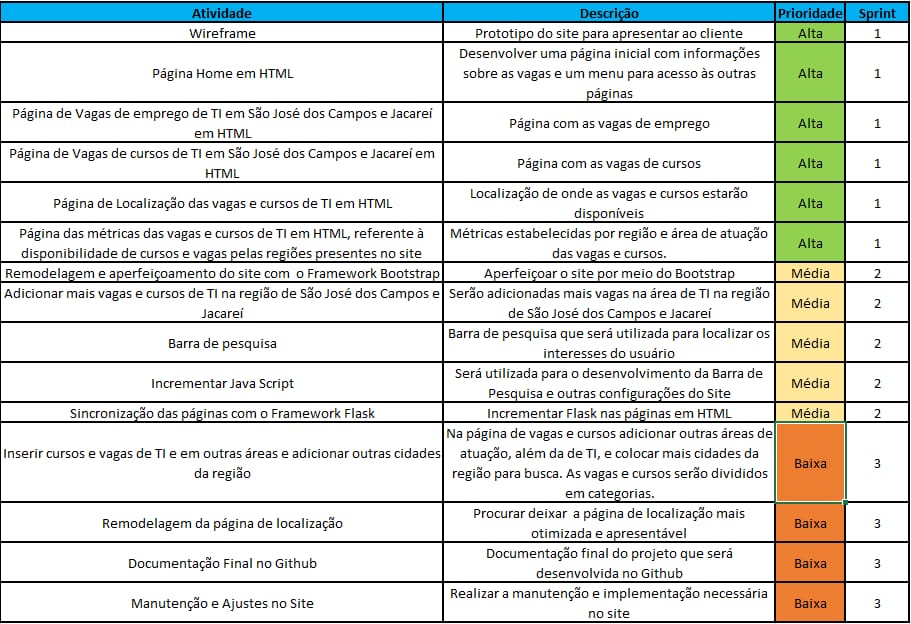 Atividade Descrição Prioridade Sprint
Wireframe Prototipo do site para apresentar ao cliente Alta 1
Página Home em HTML Desenvolver uma página inicial com informações
sobre as vagas e um menu para acesso às outras
páginas Alta 1
Página de Vagas de emprego de TI em São José dos Campos e Jacareí
em HTML Página com as vagas de emprego Alta 1
Página de Vagas de cursos de TI em São José dos Campos e Jacareí em
HTML Página com as vagas de cursos Alta 1
Página de Localização das vagas e cursos de TI em HTML Localização de onde as vagas e cursos estarão
disponíveis Alta 1
Página das métricas das vagas e cursos de TI em HTML, referente à
disponibilidade de cursos e vagas pelas regiões presentes no site Métricas estabelecidas por região e área de atuação
das vagas e cursos. Alta 1
Remodelagem e aperfeiçoamento do site com o Framework Bootstrap Aperfeiçoar o site por meio do Bootstrap Média 2
Adicionar mais vagas e cursos de TI na região de São José dos Campos e
Jacareí Serão adicionadas mais vagas na área de TI na região
de São José dos Campos e Jacareí Média 2
Barra de pesquisa Barra de pesquisa que será utilizada para localizar os
interesses do usuário Média 2
Incrementar Java Script Será utilizada para o desenvolvimento da Barra de
Pesquisa e outras configurações do Site Média 2
Sincronização das páginas com o Framework Flask Incrementar Flask nas páginas em HTML Média 2
Inserir cursos e vagas de TI e em outras áreas e adicionar outras cidades
da região Na página de vagas e cursos adicionar outras áreas de
atuação, além da de TI, e colocar mais cidades da
região para busca. As vagas e cursos serão divididos
em categorias. Baixa 3
Remodelagem da página de localização Procurar deixar a página de localização mais
otimizada e apresentável Baixa 3
Documentação Final no Github Documentação final do projeto que será
desenvolvida no Github Baixa 3
Manutenção e Ajustes no Site Realizar a manutenção e implementação necessária
no site Baixa 3